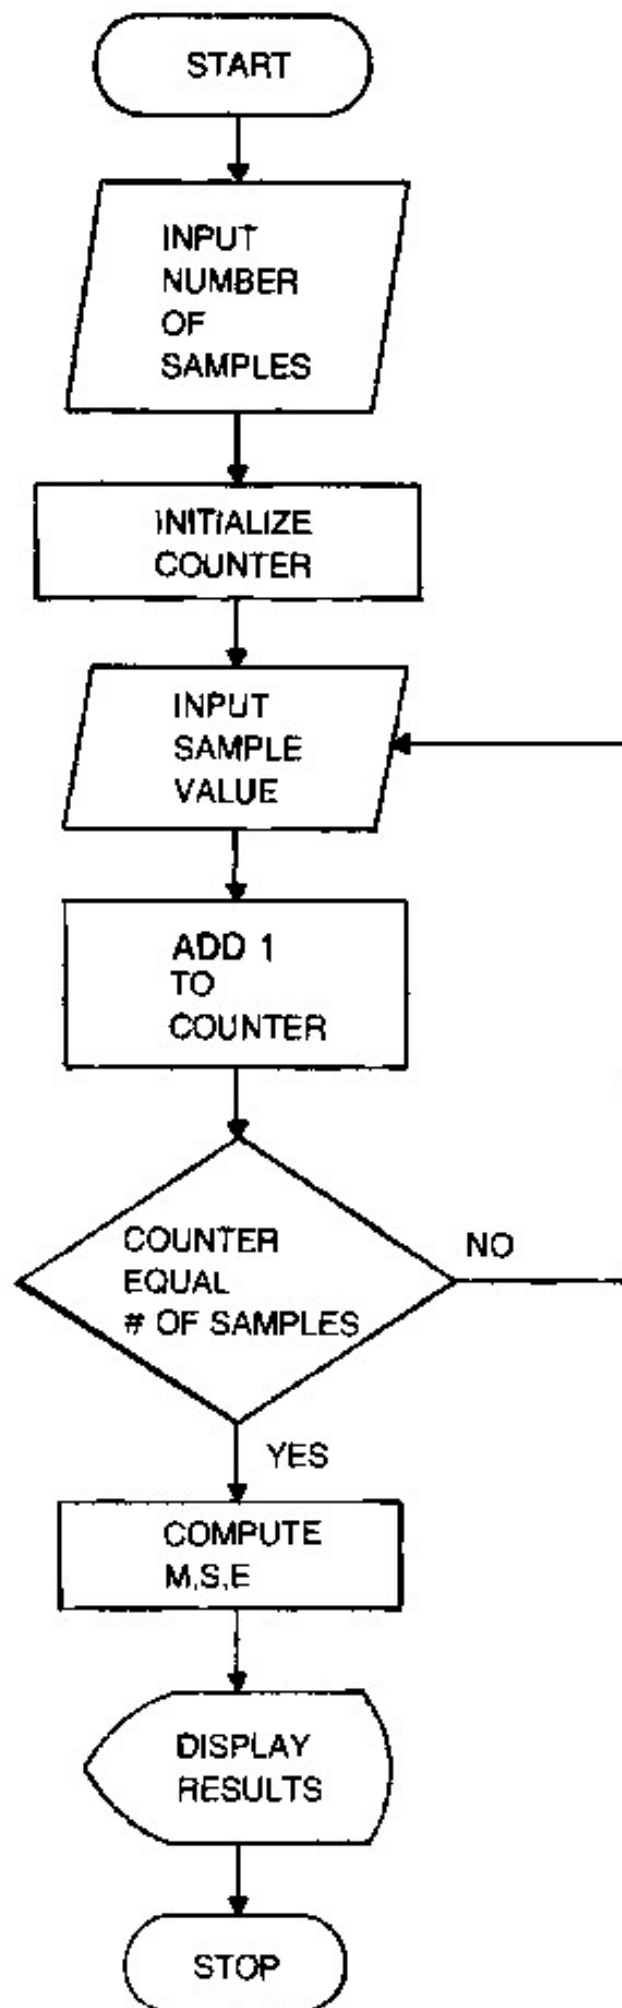 START
INPUT
NUMBER
OF
SAMPLES
INITIALIZE
COUNTER
INPUT
SAMPLE
VALUE
ADD 1
TO
COUNTER
COUNTER
EQUAL
# OF SAMPLES
NO
YES
COMPUTE
M,S,E
DISPLAY
RESULTS
STOP